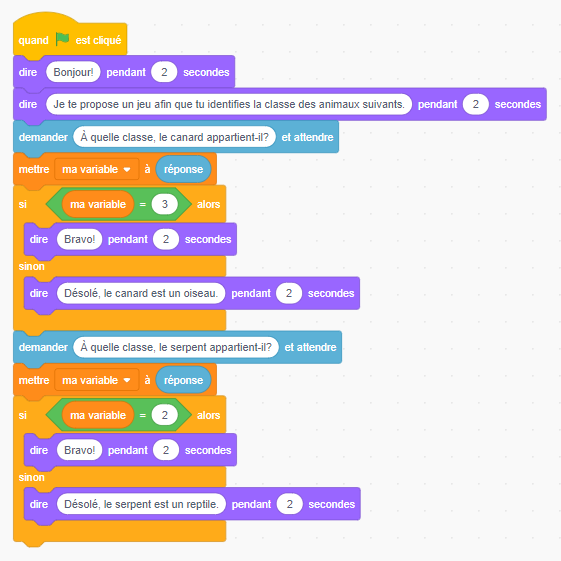 quand est cliqué
dire Bonjour! pendant 2 secondes
dire Je te propose un jeu afin que tu identifies la classe des animaux suivants. pendant 2 secondes
demander À quelle classe, le canard appartient-il? et attendre
mettre ma variable à réponse
si ma variable = 3 alors
dire Bravo! pendant 2 secondes
sinon
dire Désolé, le canard est un oiseau. pendant 2 secondes
demander À quelle classe, le serpent appartient-il? et attendre
mettre ma variable à réponse
si ma variable = 2 alors
dire Bravo! pendant 2 secondes
sinon
dire Désolé, le serpent est un reptile. pendant 2 secondes